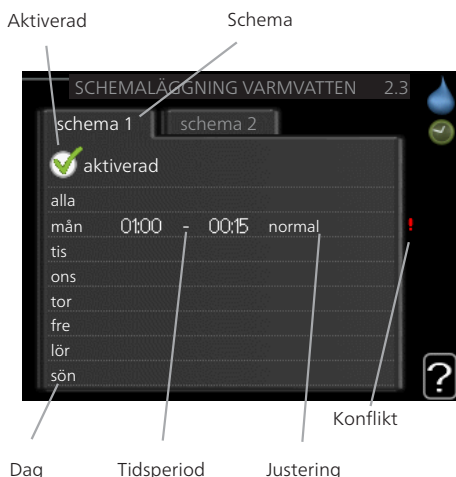 Aktiverad Schema
SCHEMALÄGGNING VARMVATTEN 2.3
schema 1 schema 2
aktiverad
alla
mån 01:00 - 00:15 normal !
tis
ons
tor
fre
lör
sön
?
Konflikt
Dag Tidsperiod Justering